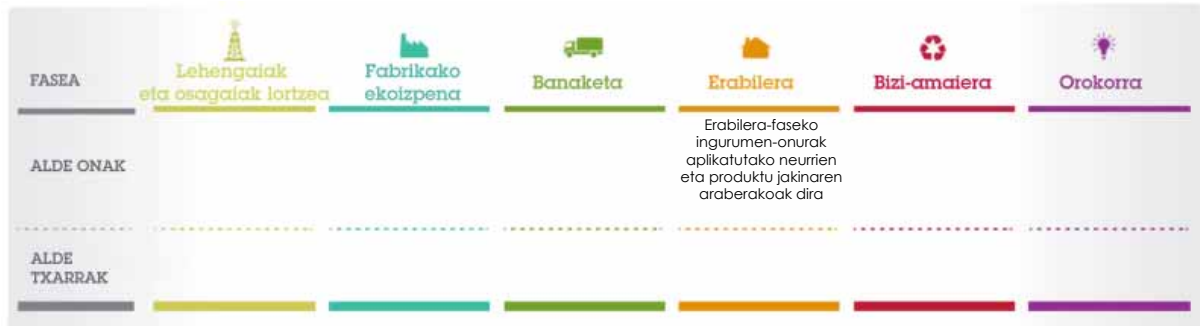 FASEA
Lehengaiak
eta osagaiak lortzea
Fabrikako
ekoizpena
Banaketa
Erabilera
Bizi-amaiera
Orokorra
ALDE ONAK
Erabilera-faseko
ingurumen-onurak
aplikatutako neurrien
eta produktu jakinaren
araberakoak dira
ALDE
TXARRAK